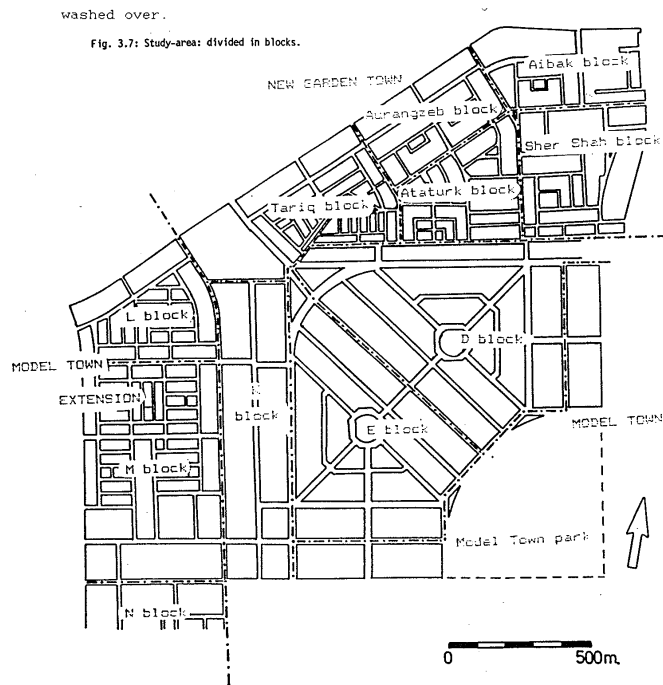 washed over.
Fig. 3.7: Study-area: divided in blocks.
Aibak block
NEW GARDEN TOWN
Aurangzeb block
Sher Shah block
Ataturk block
Tariq block
L block
D block
MODEL TOWN
EXTENSION
block
MODEL TOWN
E block
M block
Model Town park
N block
0 500m.